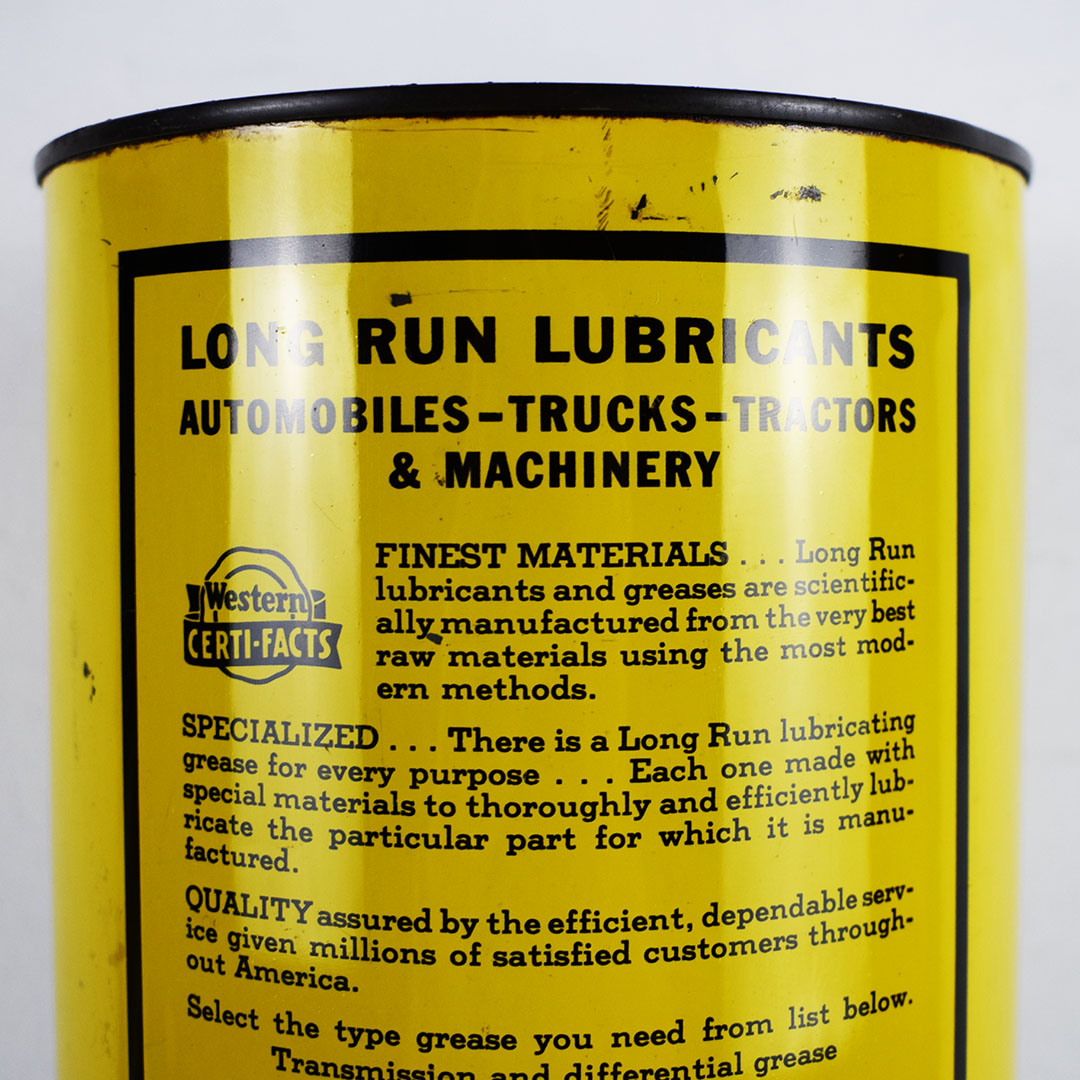 LONG RUN LUBRICANTS
AUTOMOBILES-TRUCKS-TRACTORS
& MACHINERY
Western
CERTI-FACTS
FINEST MATERIALS . . . Long Run
lubricants and greases are scientific-
ally manufactured from the very best
raw materials using the most mod-
ern methods.
SPECIALIZED . . . There is a Long Run lubricating
grease for every purpose . . . Each one made with
special materials to thoroughly and efficiently lub-
ricate the particular part for which it is manu-
factured.
QUALITY assured by the efficient, dependable serv-
ice given millions of satisfied customers through-
out America.
Select the type grease you need from list below.
Transmission and differential grease